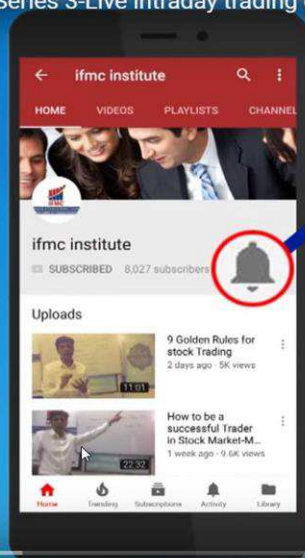 Series 3-Live intraday trading
ifmc institute
HOME VIDEOS PLAYLISTS CHANNEL
IFMC
ifmc institute
SUBSCRIBED 8,027 subscribers
Uploads
9 Golden Rules for
stock Trading
2 days ago · 5K views
11:01
How to be a
successful Trader
in Stock Market-M...
1 week ago · 9.6K views
22:32
Home Trending Subscriptions Activity Library